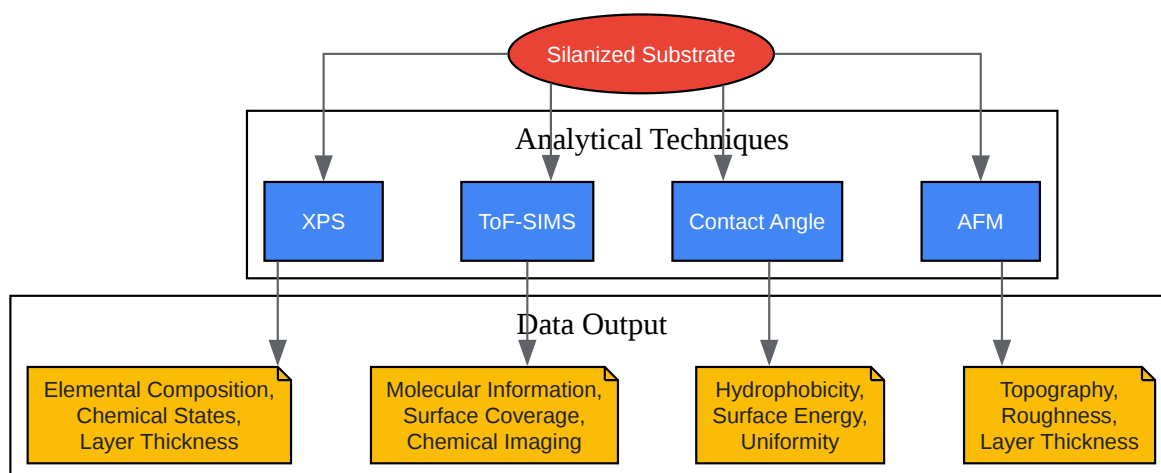 Silanized Substrate
Analytical Techniques
XPS
ToF-SIMS
Contact Angle
AFM
Data Output
Elemental Composition,
Chemical States,
Layer Thickness
Molecular Information,
Surface Coverage,
Chemical Imaging
Hydrophobicity,
Surface Energy,
Uniformity
Topography,
Roughness,
Layer Thickness